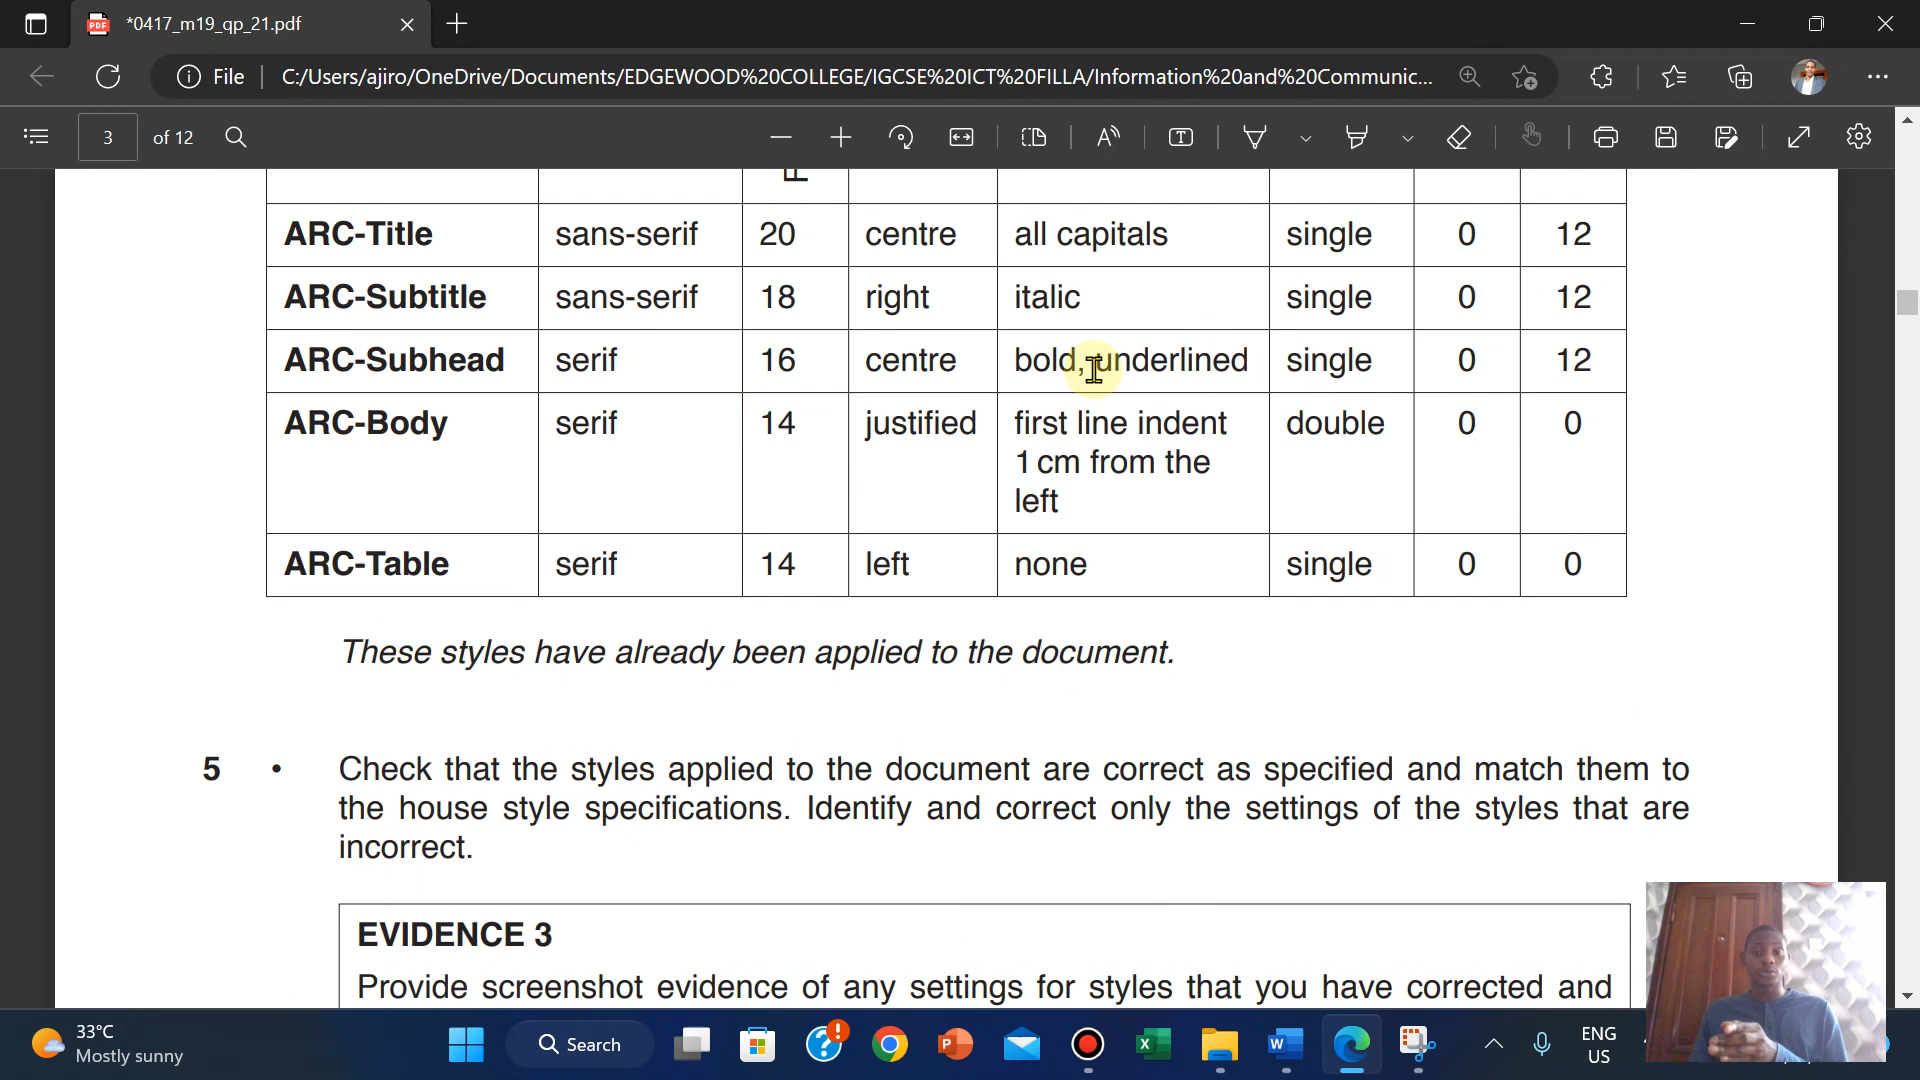 *0417_m19_qp_21.pdf
File C:/Users/ajiro/OneDrive/Documents/EDGEWOOD%20COLLEGE/IGCSE%20ICT%20FILLA/Information%20and%20Communic...
3 of 12
ARC-Title sans-serif 20 centre all capitals single 0 12
ARC-Subtitle sans-serif 18 right italic single 0 12
ARC-Subhead serif 16 centre bold, underlined single 0 12
ARC-Body serif 14 justified first line indent double 0 0
1 cm from the
left
ARC-Table serif 14 left none single 0 0
These styles have already been applied to the document.
5 • Check that the styles applied to the document are correct as specified and match them to
the house style specifications. Identify and correct only the settings of the styles that are
incorrect.
EVIDENCE 3
Provide screenshot evidence of any settings for styles that you have corrected and
33°C
Mostly sunny
Search
ENG
US